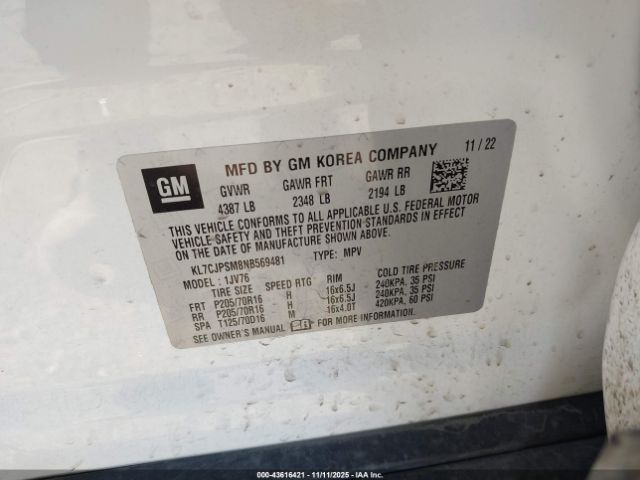 GM
MFD BY GM KOREA COMPANY
11 / 22
GVWR GAWR FRT GAWR RR
4387 LB 2348 LB 2194 LB
THIS VEHICLE CONFORMS TO ALL APPLICABLE U.S. FEDERAL MOTOR
VEHICLE SAFETY AND THEFT PREVENTION STANDARDS IN EFFECT
ON THE DATE OF MANUFACTURE SHOWN ABOVE.
KL7CJPSM8NB569481 TYPE: MPV
MODEL : 1JV76
TIRE SIZE SPEED RTG RIM COLD TIRE PRESSURE
FRT P205/70R16 H 16x6.5J 240KPA, 35 PSI
RR P205/70R16 H 16x6.5J 240KPA, 35 PSI
SPA T125/70D16 M 16x4.0T 420KPA, 60 PSI
SEE OWNER'S MANUAL FOR MORE INFORMATION.
000-43616421 - 11/11/2025 - IAA Inc.